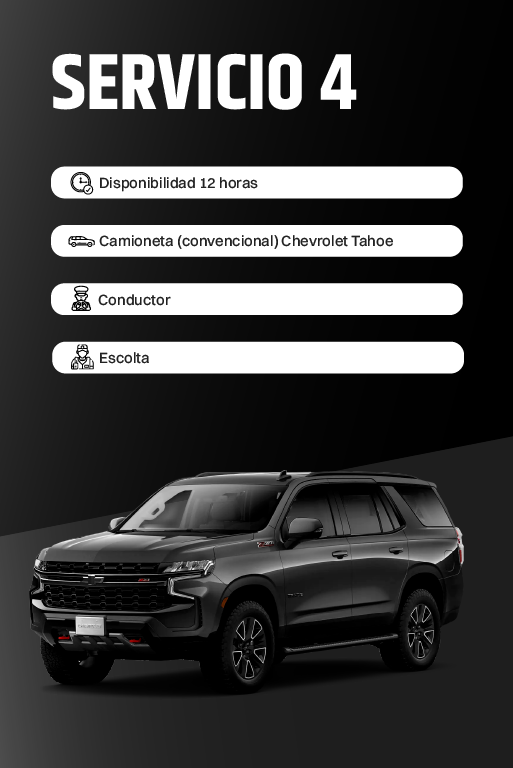 SERVICIO 4
Disponibilidad 12 horas
Camioneta (convencional) Chevrolet Tahoe
Conductor
Escolta